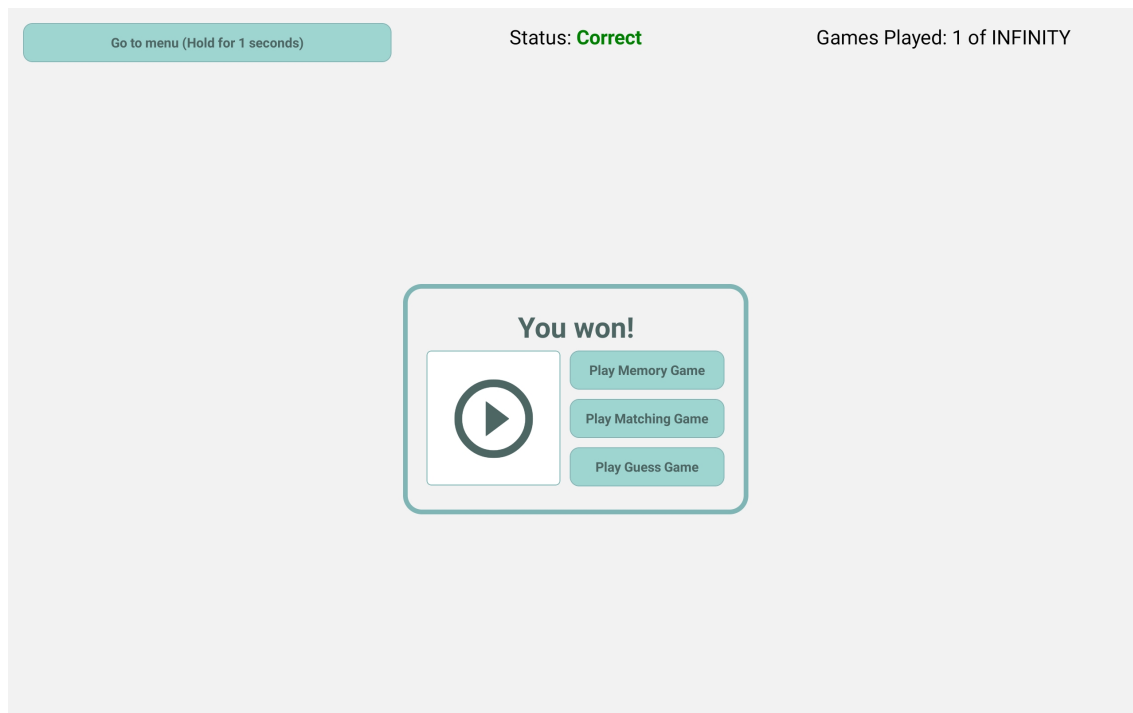 Go to menu (Hold for 1 seconds)
Status: Correct
Games Played: 1 of INFINITY
You won!
Play Memory Game
Play Matching Game
Play Guess Game